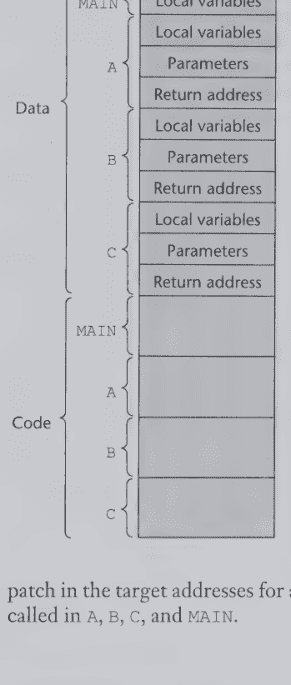 MAIN
Local variables
Local variables
A
Parameters
Return address
Data
Local variables
B
Parameters
Return address
Local variables
C
Parameters
Return address
MAIN
A
Code
B
C
patch in the target addresses for
called in A, B, C, and MAIN.